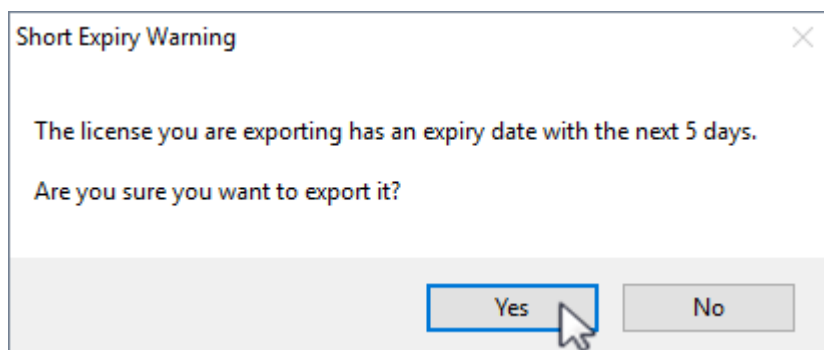 Short Expiry Warning
The license you are exporting has an expiry date with the next 5 days.
Are you sure you want to export it?
Yes
No